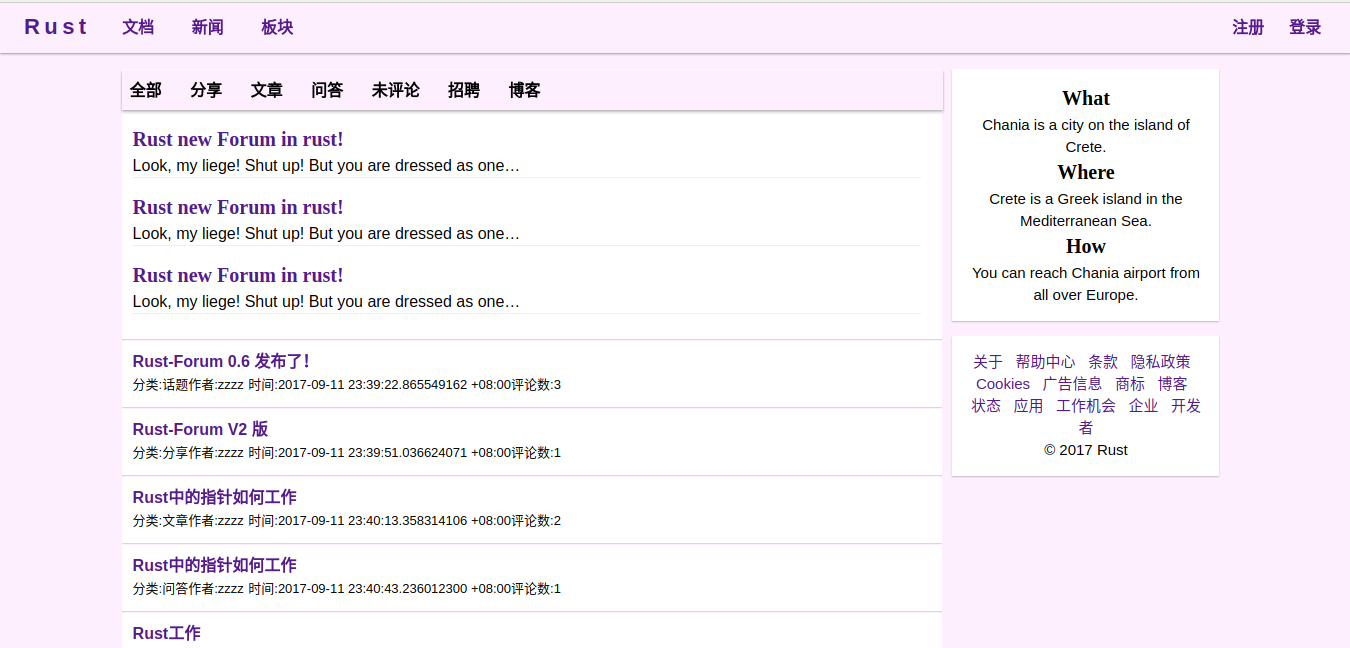 Rust 文档 新闻 板块 注册 登录
全部 分享 文章 问答 未评论 招聘 博客
Rust new Forum in rust!
Look, my liege! Shut up! But you are dressed as one…
Rust new Forum in rust!
Look, my liege! Shut up! But you are dressed as one…
Rust new Forum in rust!
Look, my liege! Shut up! But you are dressed as one…
Rust-Forum 0.6 发布了!
分类:话题作者:zzzz 时间:2017-09-11 23:39:22.865549162 +08:00评论数:3
Rust-Forum V2 版
分类:分享作者:zzzz 时间:2017-09-11 23:39:51.036624071 +08:00评论数:1
Rust中的指针如何工作
分类:文章作者:zzzz 时间:2017-09-11 23:40:13.358314106 +08:00评论数:2
Rust中的指针如何工作
分类:问答作者:zzzz 时间:2017-09-11 23:40:43.236012300 +08:00评论数:1
Rust工作
What
Chania is a city on the island of
Crete.
Where
Crete is a Greek island in the
Mediterranean Sea.
How
You can reach Chania airport from
all over Europe.
关于 帮助中心 条款 隐私政策
Cookies 广告信息 商标 博客
状态 应用 工作机会 企业 开发
者
© 2017 Rust